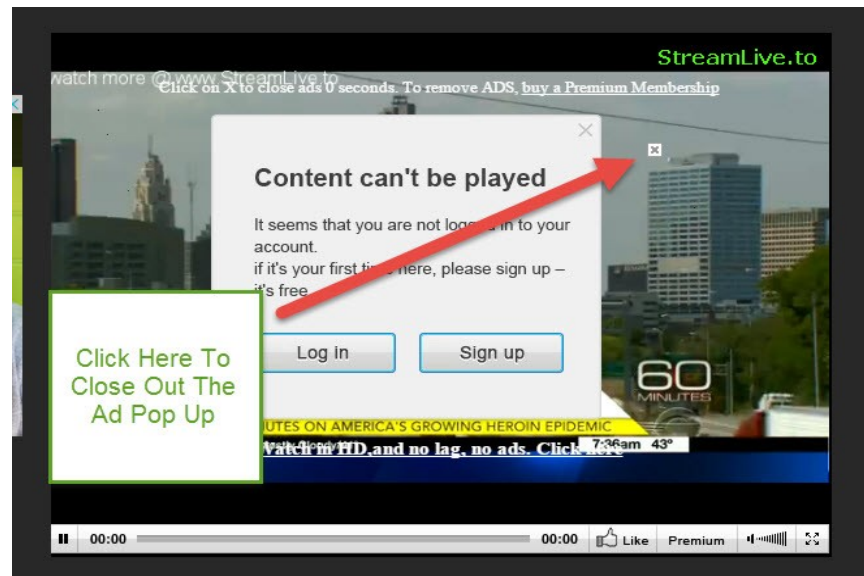 StreamLive.to
watch more @ www.StreamLive.to
Click on X to close ads 0 seconds. To remove ADS, buy a Premium Membership
Content can't be played
It seems that you are not logged in to your
account.
if it's your first time here, please sign up –
it's free
Log in
Sign up
Click Here To
Close Out The
Ad Pop Up
60
MINUTES
UTES ON AMERICA'S GROWING HEROIN EPIDEMIC
7:36am 43°
Watch in HD,and no lag, no ads. Click here
00:00
00:00
Like
Premium